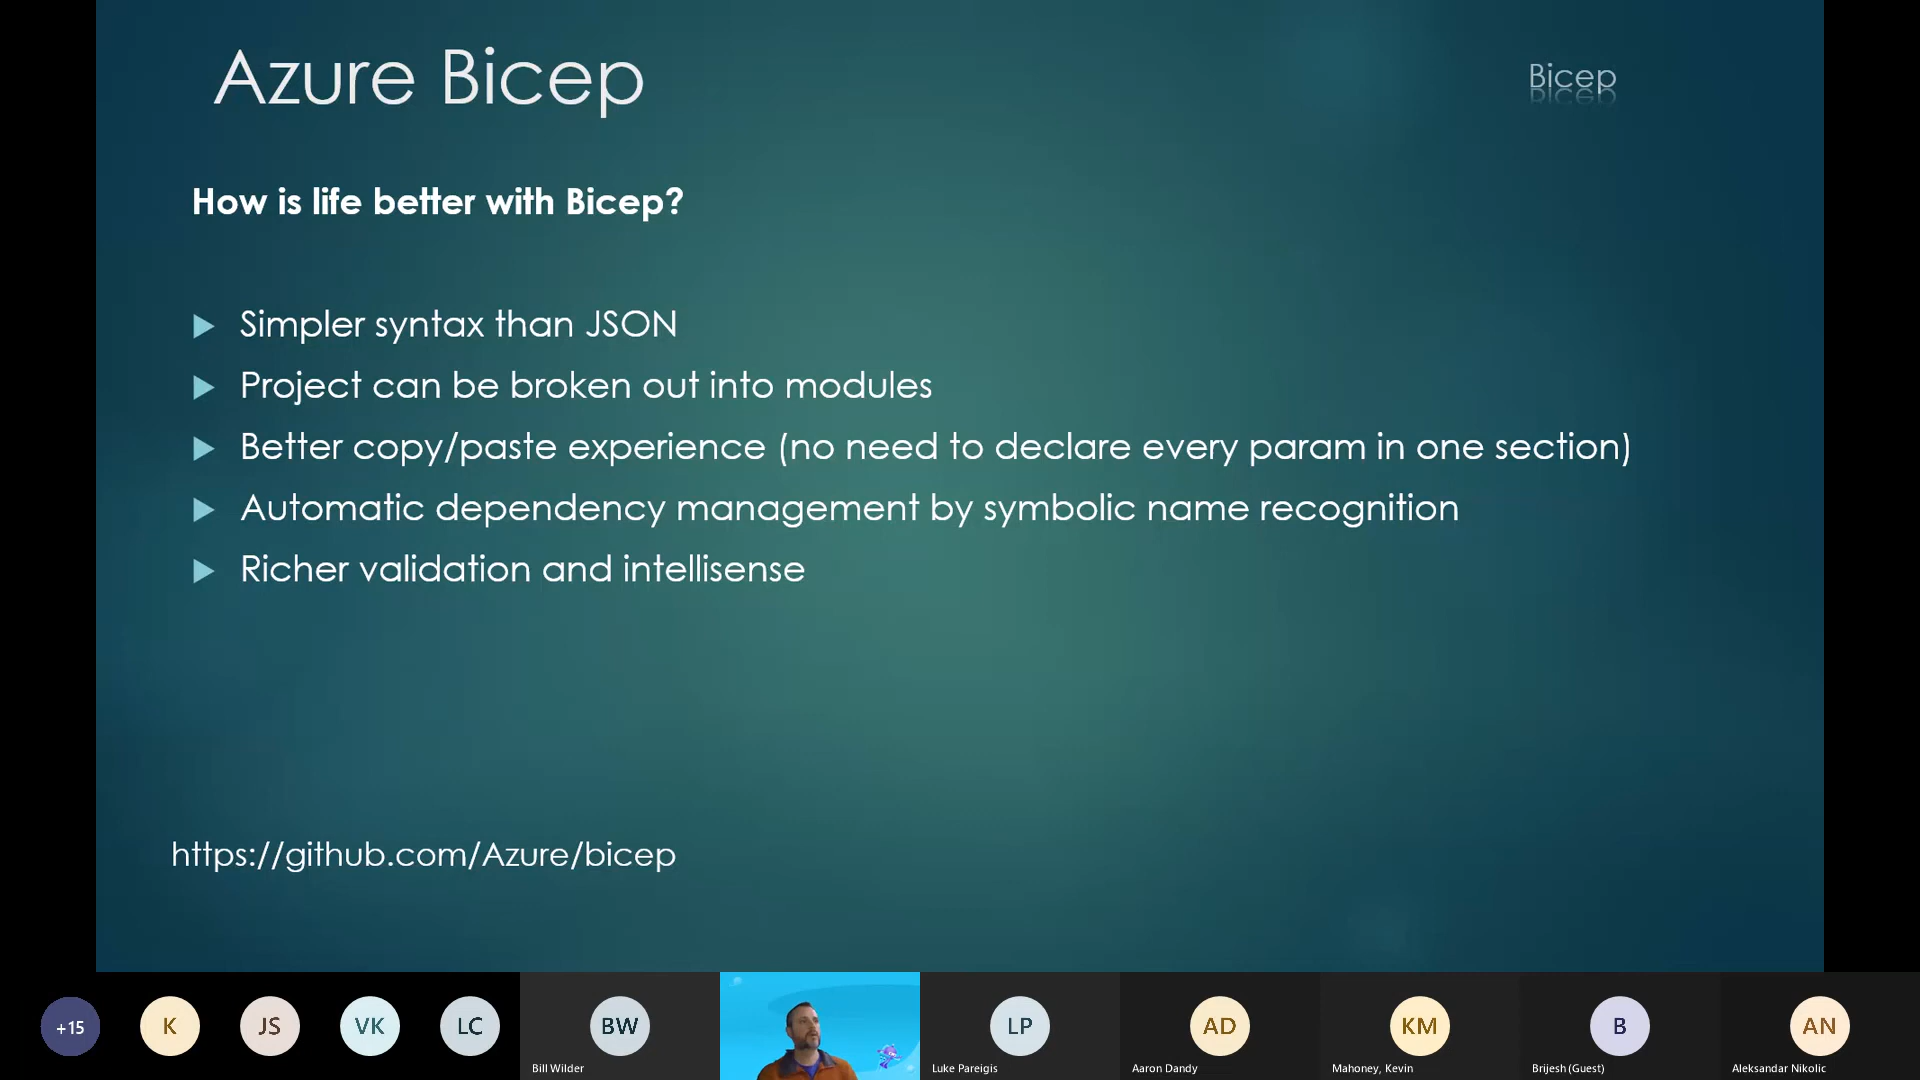 Azure Bicep
Bicep
How is life better with Bicep?
Simpler syntax than JSON
Project can be broken out into modules
Better copy/paste experience (no need to declare every param in one section)
Automatic dependency management by symbolic name recognition
Richer validation and intellisense
https://github.com/Azure/bicep
+15
K
JS
VK
LC
BW
Bill Wilder
LP
Luke Pareigis
AD
Aaron Dandy
KM
Mahoney, Kevin
B
Brijesh (Guest)
AN
Aleksandar Nikolic